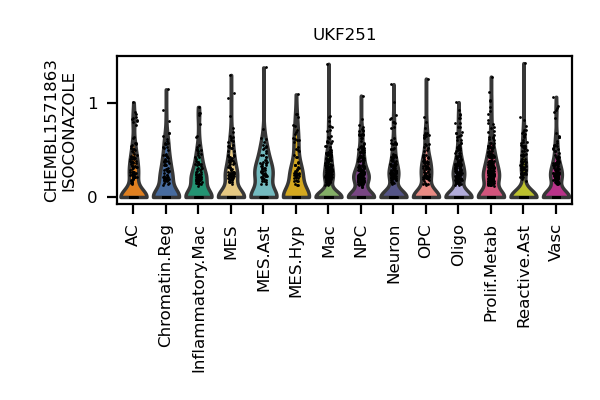 UKF251
CHEMBL1571863
ISOCONAZOLE
1
0
AC
Chromatin.Reg
Inflammatory.Mac
MES
MES.Ast
MES.Hyp
Mac
NPC
Neuron
OPC
Oligo
Prolif.Metab
Reactive.Ast
Vasc